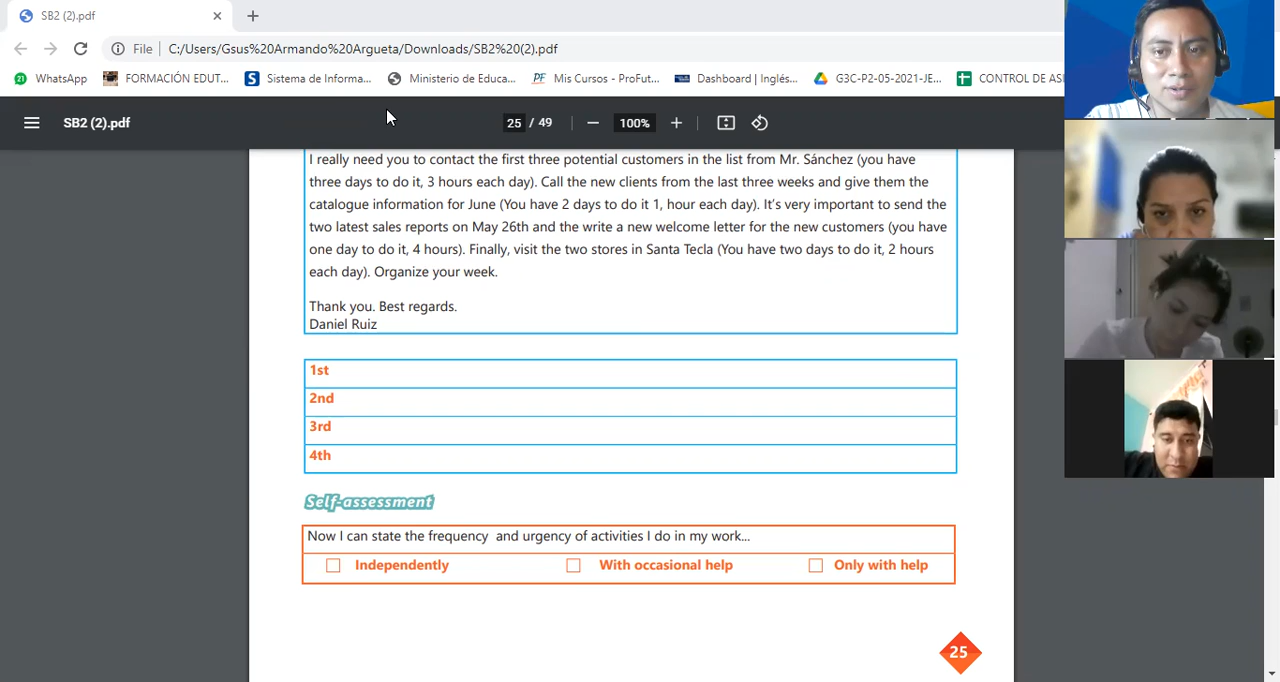 SB2 (2).pdf
File C:/Users/Gsus%20Armando%20Argueta/Downloads/SB2%20(2).pdf
21 WhatsApp FORMACIÓN EDUT... S Sistema de Informa... Ministerio de Educa... PF Mis Cursos - ProFut... Dashboard | Inglés... G3C-P2-05-2021-JE... CONTROL DE ASI
SB2 (2).pdf 25 / 49 100%
I really need you to contact the first three potential customers in the list from Mr. Sánchez (you have
three days to do it, 3 hours each day). Call the new clients from the last three weeks and give them the
catalogue information for June (You have 2 days to do it 1, hour each day). It's very important to send the
two latest sales reports on May 26th and the write a new welcome letter for the new customers (you have
one day to do it, 4 hours). Finally, visit the two stores in Santa Tecla (You have two days to do it, 2 hours
each day). Organize your week.
Thank you. Best regards.
Daniel Ruiz
1st
2nd
3rd
4th
Self-assessment
Now I can state the frequency and urgency of activities I do in my work...
Independently With occasional help Only with help
25